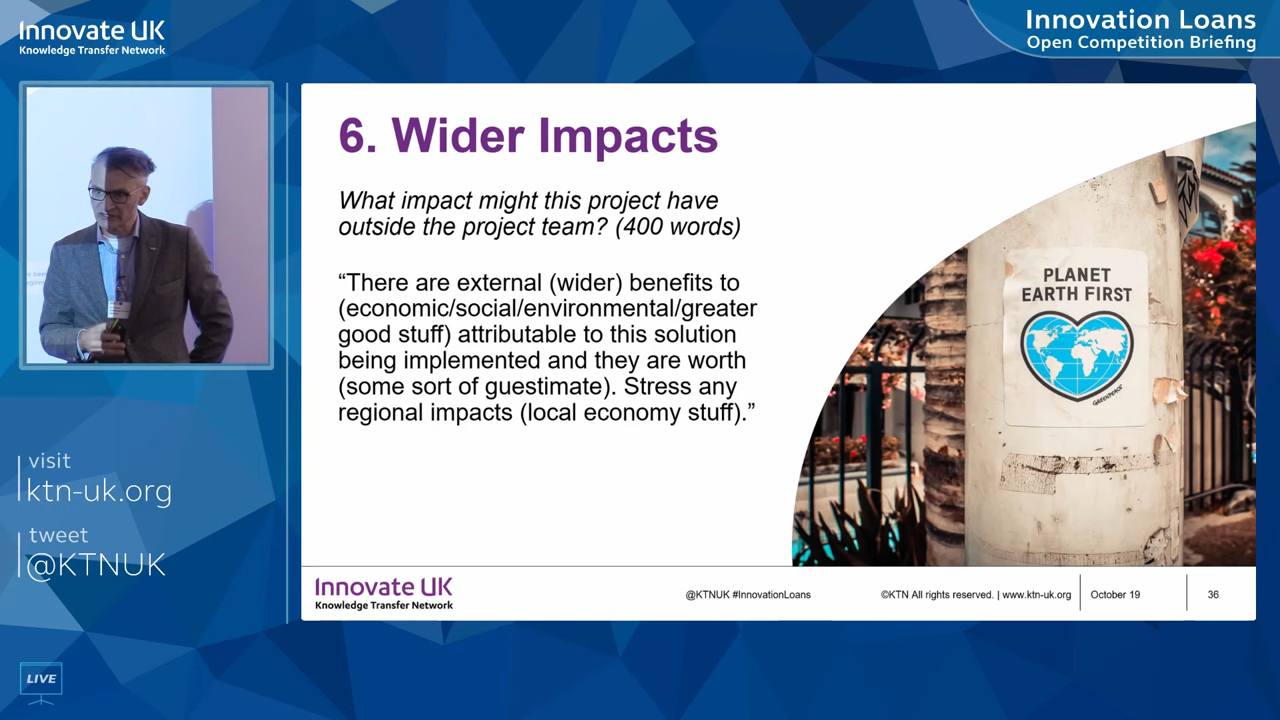 Innovate UK
Knowledge Transfer Network
Innovation Loans
Open Competition Briefing
6. Wider Impacts
What impact might this project have
outside the project team? (400 words)
“There are external (wider) benefits to
(economic/social/environmental/greater
good stuff) attributable to this solution
being implemented and they are worth
(some sort of guestimate). Stress any
regional impacts (local economy stuff).”
PLANET
EARTH FIRST
GREENPEACE
visit
ktn-uk.org
tweet
@KTNUK
Innovate UK
Knowledge Transfer Network
@KTNUK #InnovationLoans
©KTN All rights reserved. | www.ktn-uk.org
October 19
36
LIVE